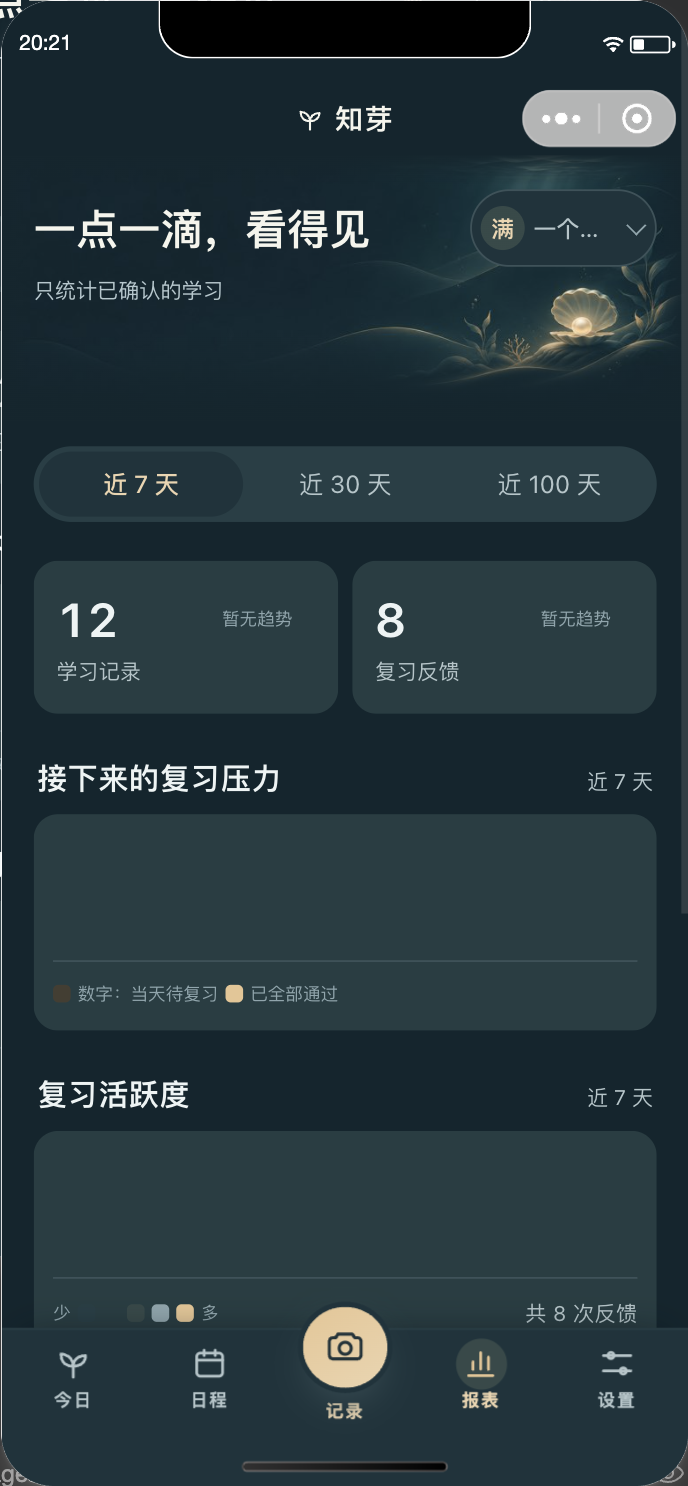 20:21
知芽
一点一滴，看得见
满 一个...
只统计已确认的学习
近 7 天 近 30 天 近 100 天
12 暂无趋势
学习记录
8 暂无趋势
复习反馈
接下来的复习压力 近 7 天
数字：当天待复习 已全部通过
复习活跃度 近 7 天
少 多 共 8 次反馈
今日 日程 记录 报表 设置